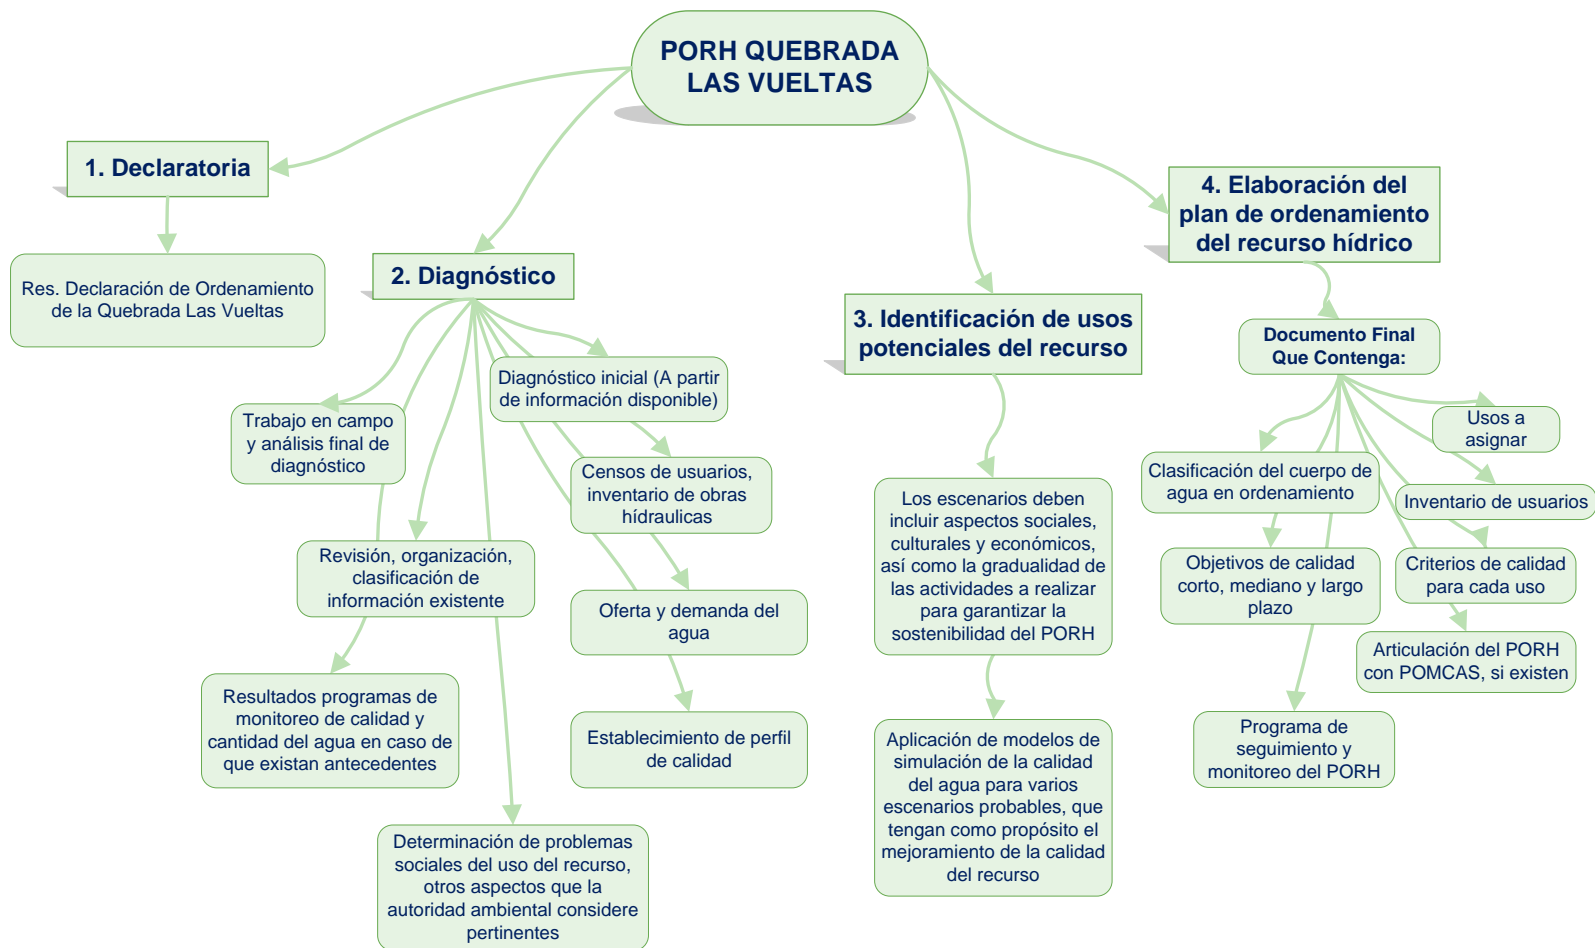 PORH QUEBRADA
LAS VUELTAS
1. Declaratoria
Res. Declaración de Ordenamiento
de la Quebrada Las Vueltas
2. Diagnóstico
Diagnóstico inicial (A partir
de información disponible)
Trabajo en campo
y análisis final de
diagnóstico
Censos de usuarios,
inventario de obras
hídraulicas
Revisión, organización,
clasificación de
información existente
Oferta y demanda del
agua
Resultados programas de
monitoreo de calidad y
cantidad del agua en caso de
que existan antecedentes
Establecimiento de perfil
de calidad
Determinación de problemas
sociales del uso del recurso,
otros aspectos que la
autoridad ambiental considere
pertinentes
3. Identificación de usos
potenciales del recurso
Los escenarios deben
incluir aspectos sociales,
culturales y económicos,
así como la gradualidad de
las actividades a realizar
para garantizar la
sostenibilidad del PORH
Aplicación de modelos de
simulación de la calidad
del agua para varios
escenarios probables, que
tengan como propósito el
mejoramiento de la calidad
del recurso
4. Elaboración del
plan de ordenamiento
del recurso hídrico
Documento Final
Que Contenga:
Usos a
asignar
Clasificación del cuerpo de
agua en ordenamiento
Inventario de usuarios
Objetivos de calidad
corto, mediano y largo
plazo
Criterios de calidad
para cada uso
Articulación del PORH
con POMCAS, si existen
Programa de
seguimiento y
monitoreo del PORH